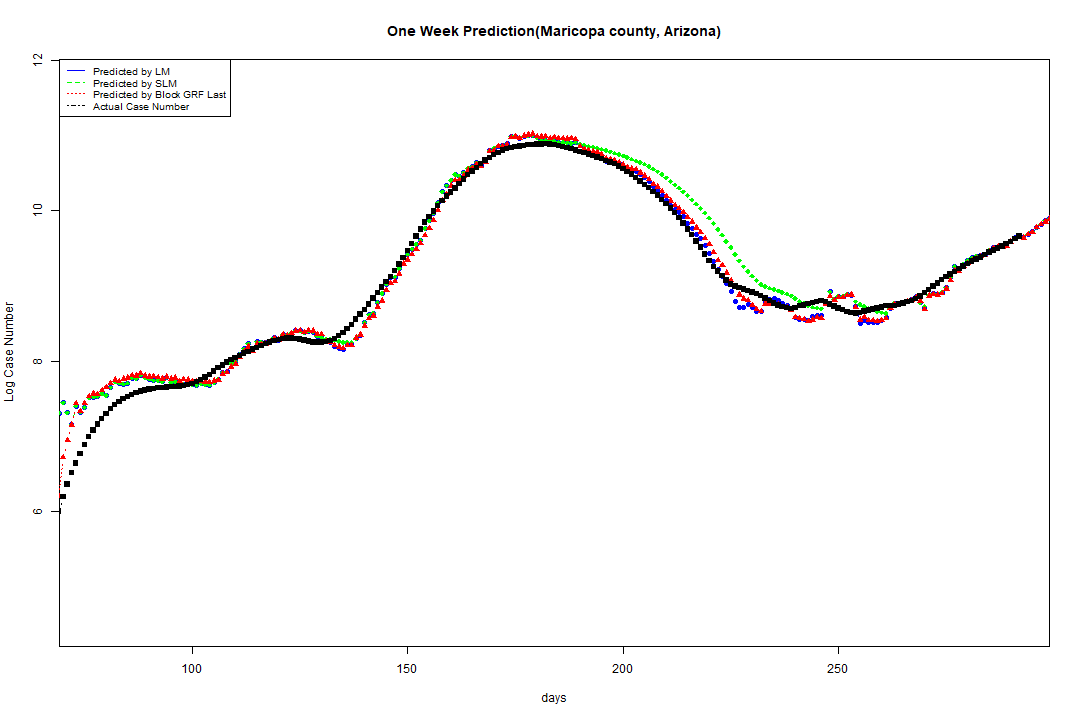 One Week Prediction(Maricopa county, Arizona)
12
Predicted by LM
Predicted by SLM
Predicted by Block GRF Last
Actual Case Number
10
8
6
Log Case Number
100 150 200 250
days